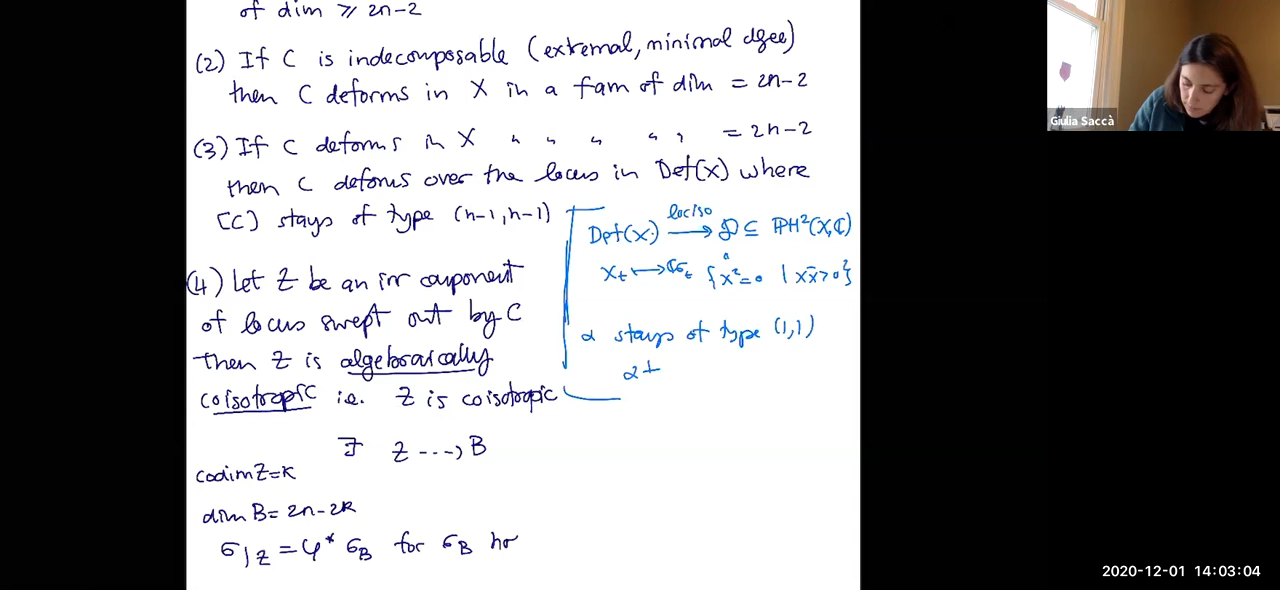 of dim ⩾ 2n-2
(2) If C is indecomposable (extremal, minimal dgee)
then C deforms in X in a fam of dim = 2n-2
(3) If C deforms in X " " " " " = 2n-2
then C deforms over the locus in Def(X) where
[C] stays of type (n-1,n-1)
Def(X) loc iso ⟶ 𝒟 ⊆ ℙH²(X,ℂ)
X_t ⟼ ℂσ_t {x²=0 | x x̄>0}
α stays of type (1,1)
α⊥
(4) Let Z be an irr component
of locus swept out by C
then Z is algebraically
coisotropic i.e. Z is coisotropic
∃ Z ---> B
codim Z=k
dim B= 2n-2k
σ|_Z = φ* σ_B for σ_B ho
Giulia Saccà
2020-12-01 14:03:04